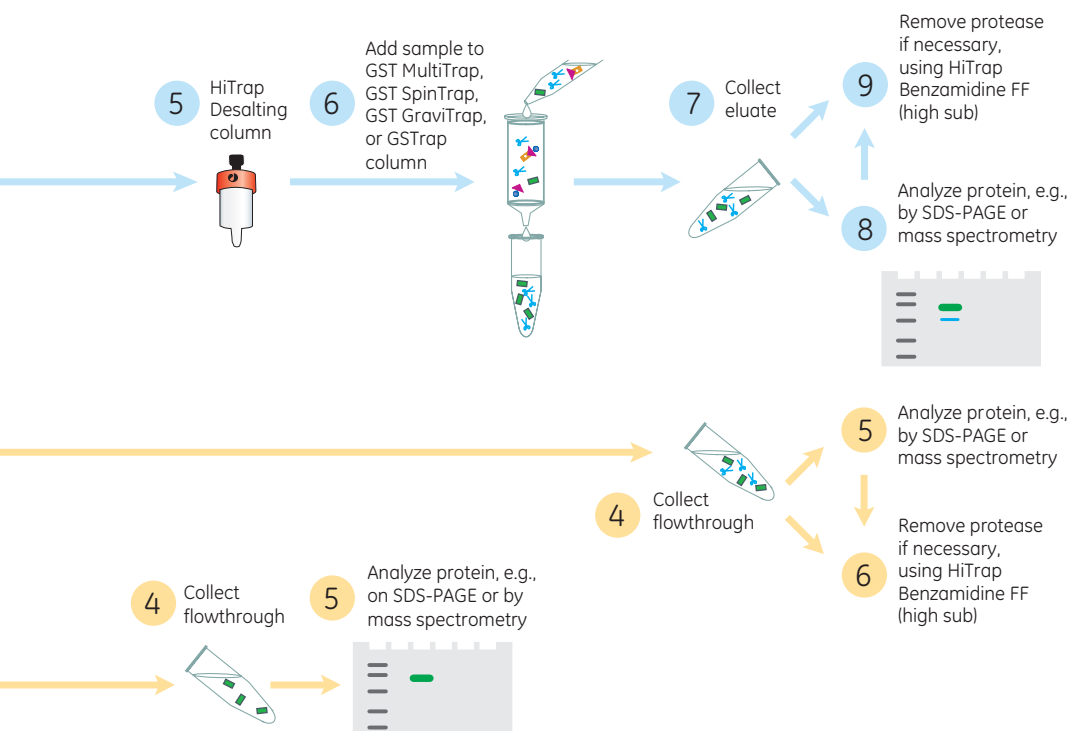 5
HiTrap
Desalting
column
6
Add sample to
GST MultiTrap,
GST SpinTrap,
GST GraviTrap,
or GSTrap
column
7
Collect
eluate
9
Remove protease
if necessary,
using HiTrap
Benzamidine FF
(high sub)
8
Analyze protein, e.g.,
by SDS-PAGE or
mass spectrometry
4
Collect
flowthrough
5
Analyze protein, e.g.,
by SDS-PAGE or
mass spectrometry
6
Remove protease
if necessary,
using HiTrap
Benzamidine FF
(high sub)
4
Collect
flowthrough
5
Analyze protein, e.g.,
on SDS-PAGE or by
mass spectrometry